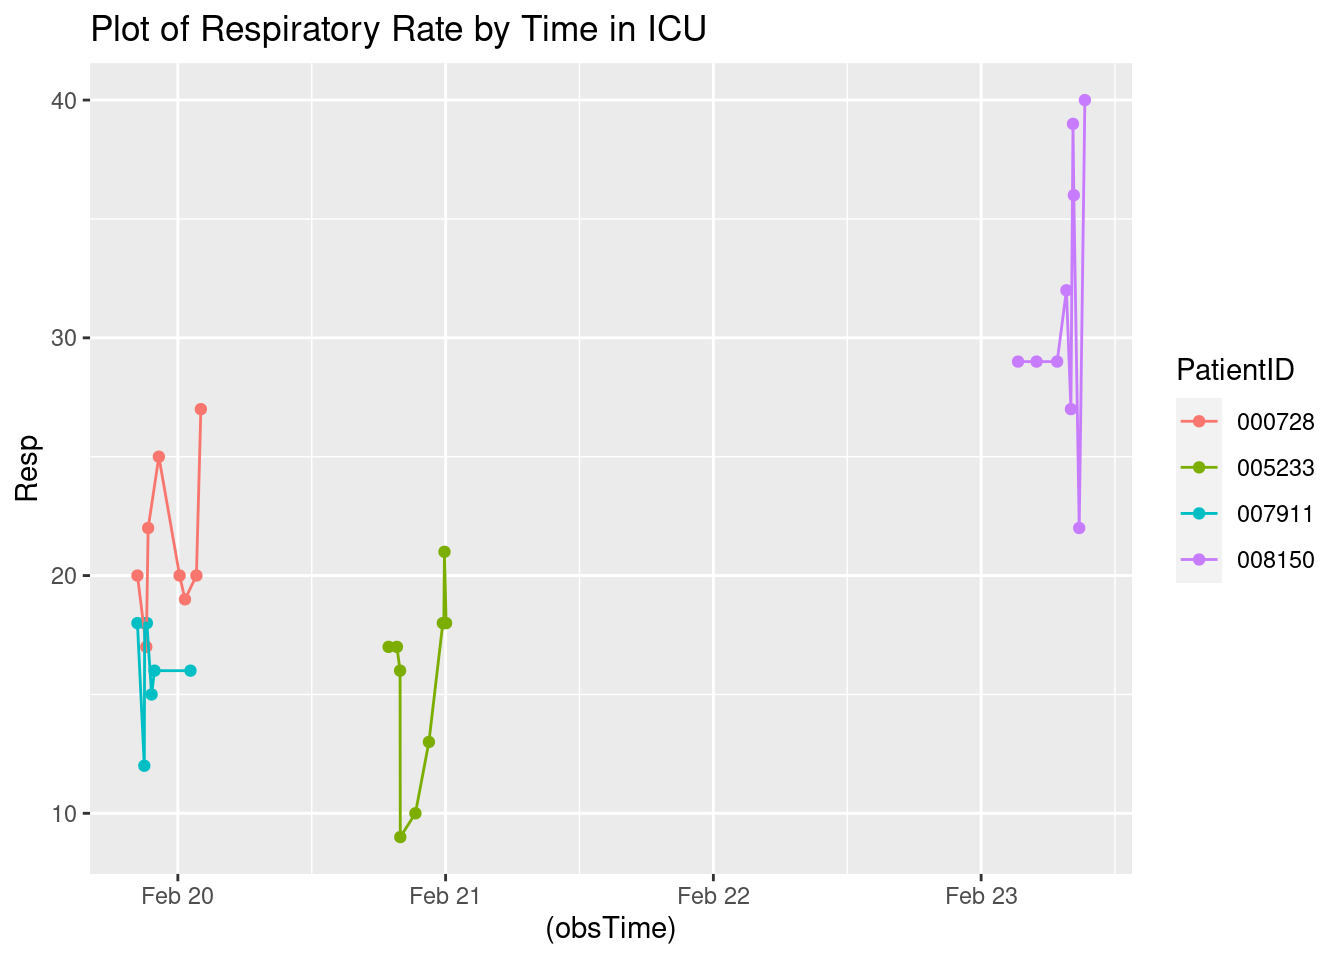 Plot of Respiratory Rate by Time in ICU
40
30
20
10
Resp
Feb 20
Feb 21
Feb 22
Feb 23
(obsTime)
PatientID
000728
005233
007911
008150